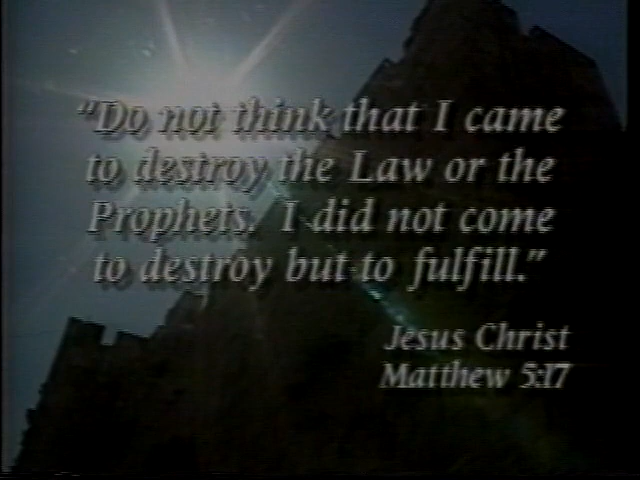 "Do not think that I came
to destroy the Law or the
Prophets. I did not come
to destroy but to fulfill."
Jesus Christ
Matthew 5:17